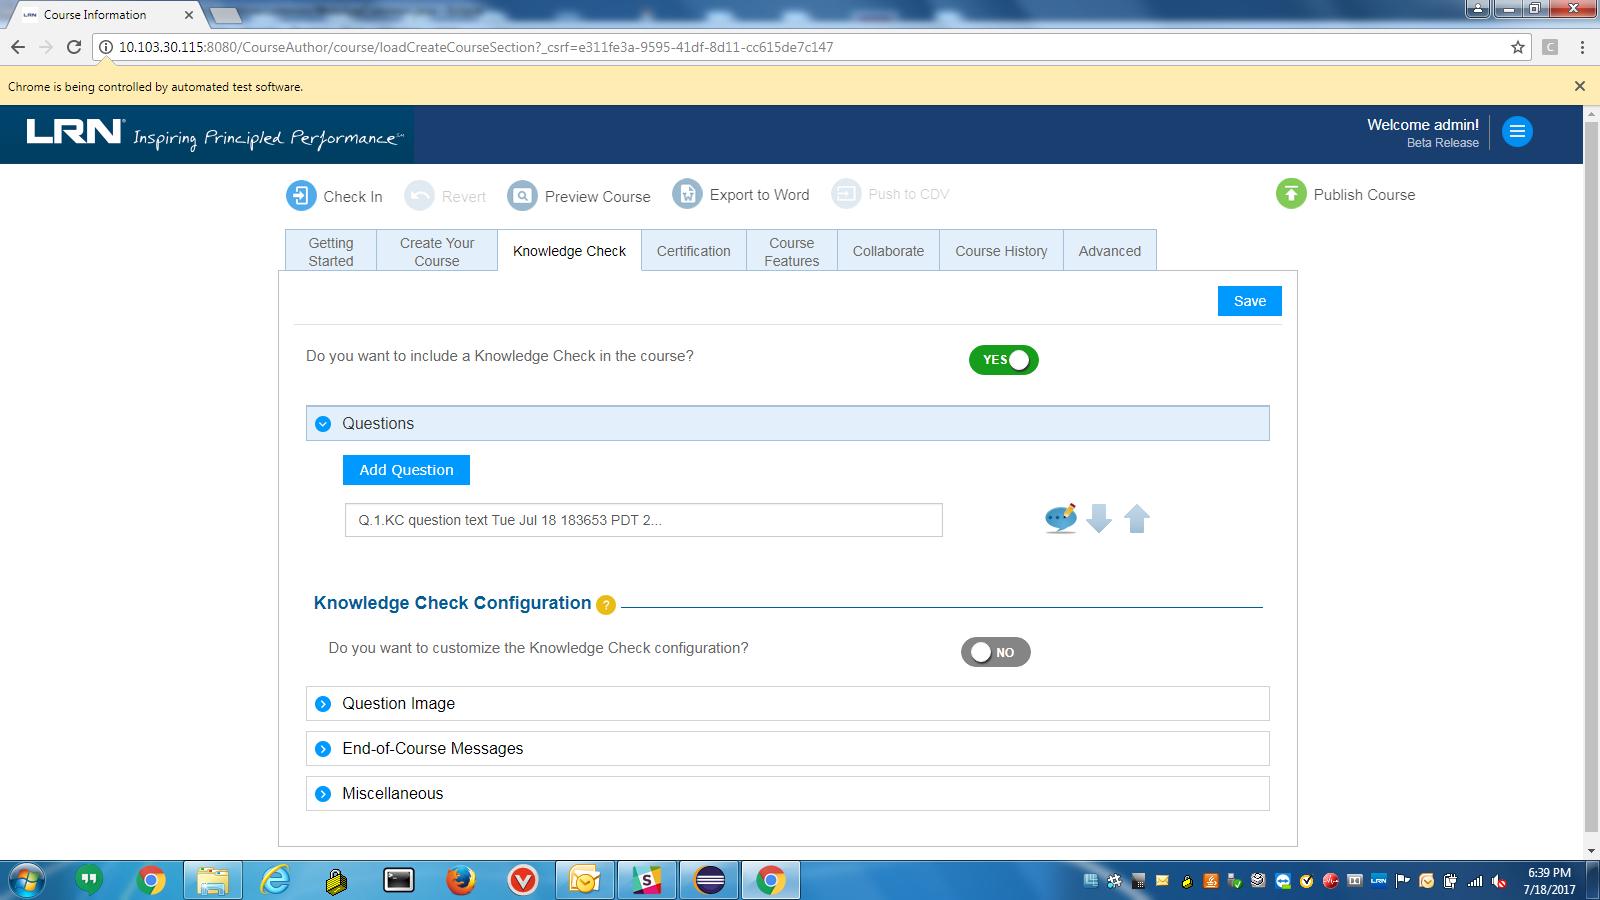 Course Information
10.103.30.115:8080/CourseAuthor/course/loadCreateCourseSection?_csrf=e311fe3a-9595-41df-8d11-cc615de7c147
Chrome is being controlled by automated test software.
LRN Inspiring Principled Performance
Welcome admin!
Beta Release
Check In Revert Preview Course Export to Word Push to CDV Publish Course
Getting Started Create Your Course Knowledge Check Certification Course Features Collaborate Course History Advanced
Save
Do you want to include a Knowledge Check in the course? YES
Questions
Add Question
Q.1.KC question text Tue Jul 18 183653 PDT 2...
Knowledge Check Configuration ?
Do you want to customize the Knowledge Check configuration? NO
Question Image
End-of-Course Messages
Miscellaneous
6:39 PM
7/18/2017